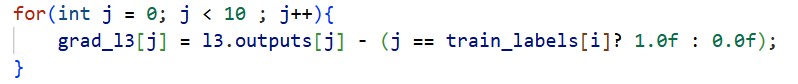 for(int j = 0; j < 10 ; j++){
    grad_l3[j] = l3.outputs[j] - (j == train_labels[i]? 1.0f : 0.0f);
}